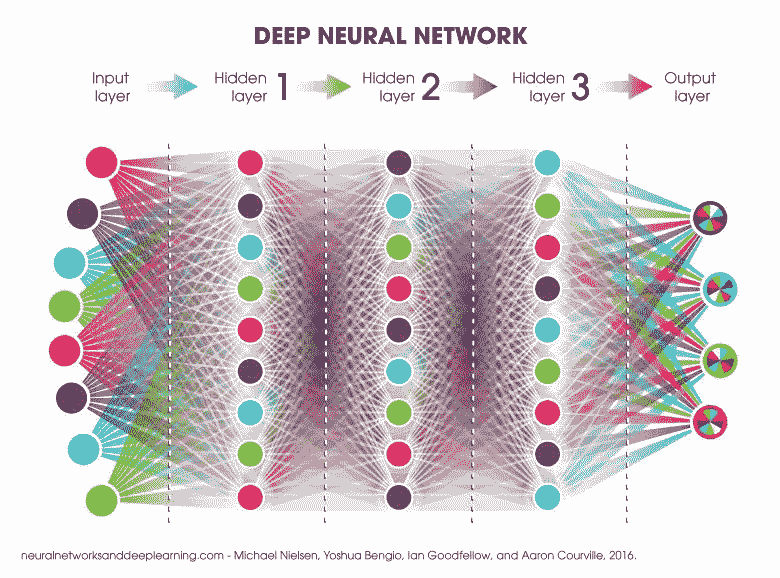 DEEP NEURAL NETWORK
Input layer
Hidden layer 1
Hidden layer 2
Hidden layer 3
Output layer
neuralnetworksanddeeplearning.com - Michael Nielsen, Yoshua Bengio, Ian Goodfellow, and Aaron Courville, 2016.